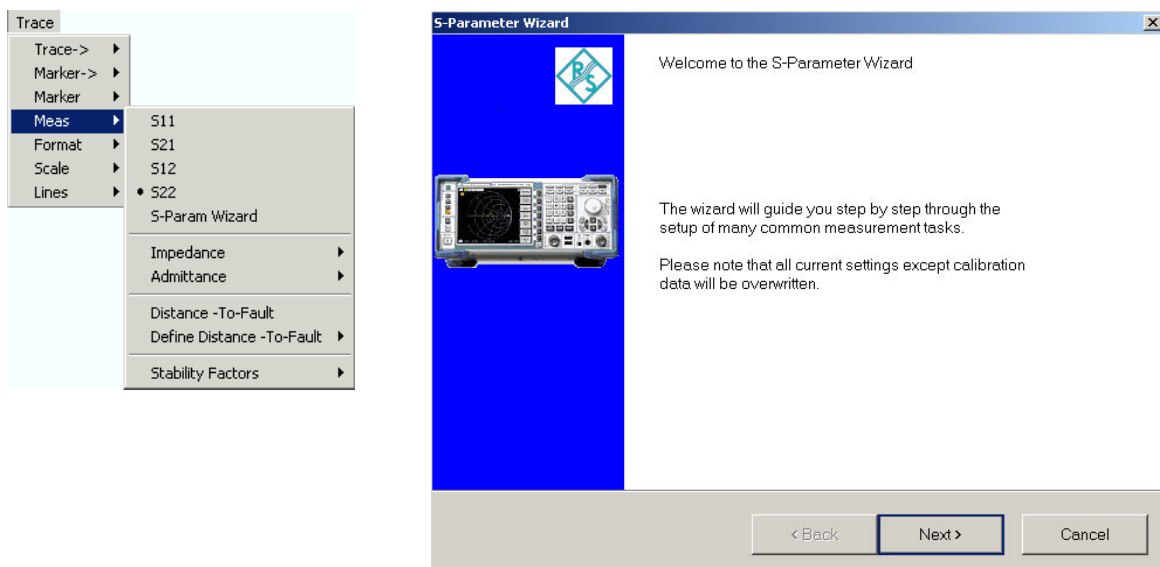 Trace
Trace->
Marker->
Marker
Meas
Format
Scale
Lines
S11
S21
S12
S22
S-Param Wizard
Impedance
Admittance
Distance -To-Fault
Define Distance -To-Fault
Stability Factors
S-Parameter Wizard
R S
Welcome to the S-Parameter Wizard
The wizard will guide you step by step through the
setup of many common measurement tasks.
Please note that all current settings except calibration
data will be overwritten.
< Back
Next >
Cancel